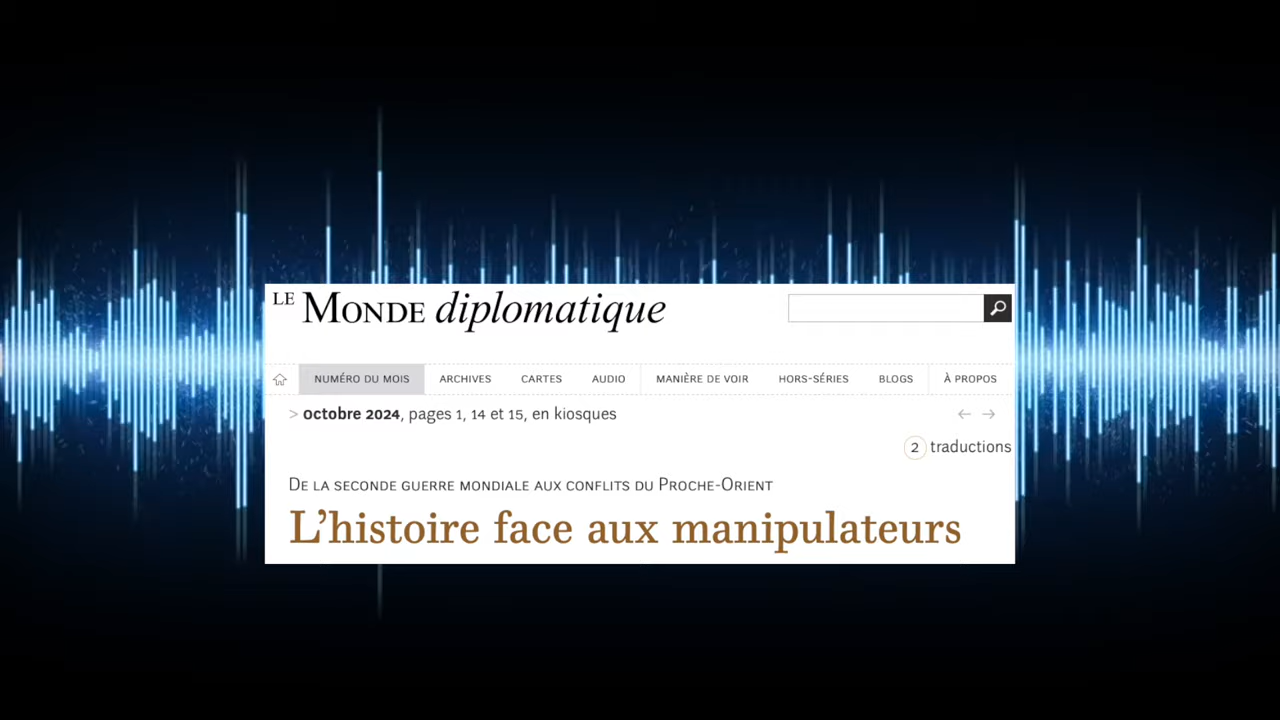 LE MONDE diplomatique
NUMÉRO DU MOIS ARCHIVES CARTES AUDIO MANIÈRE DE VOIR HORS-SÉRIES BLOGS À PROPOS
> octobre 2024, pages 1, 14 et 15, en kiosques ← →
2 traductions
DE LA SECONDE GUERRE MONDIALE AUX CONFLITS DU PROCHE-ORIENT
L'histoire face aux manipulateurs